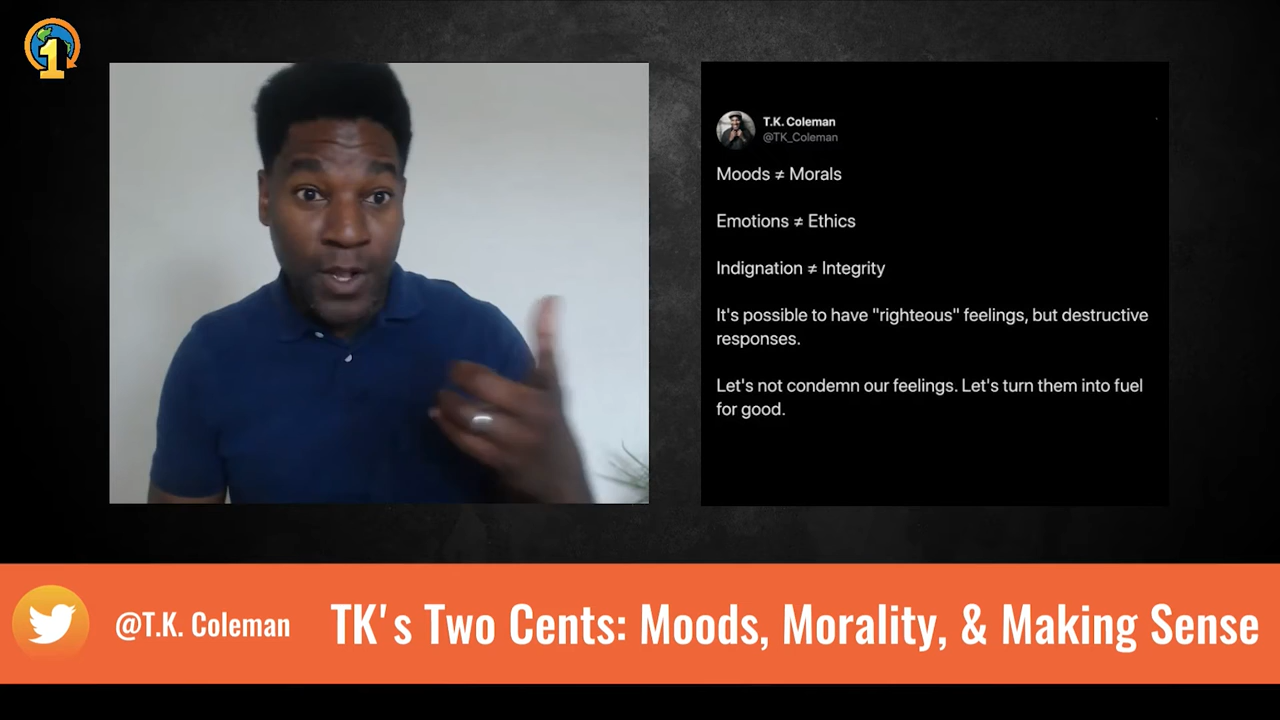 1
T.K. Coleman
@TK_Coleman
Moods ≠ Morals
Emotions ≠ Ethics
Indignation ≠ Integrity
It's possible to have "righteous" feelings, but destructive
responses.
Let's not condemn our feelings. Let's turn them into fuel
for good.
@T.K. Coleman
TK's Two Cents: Moods, Morality, & Making Sense